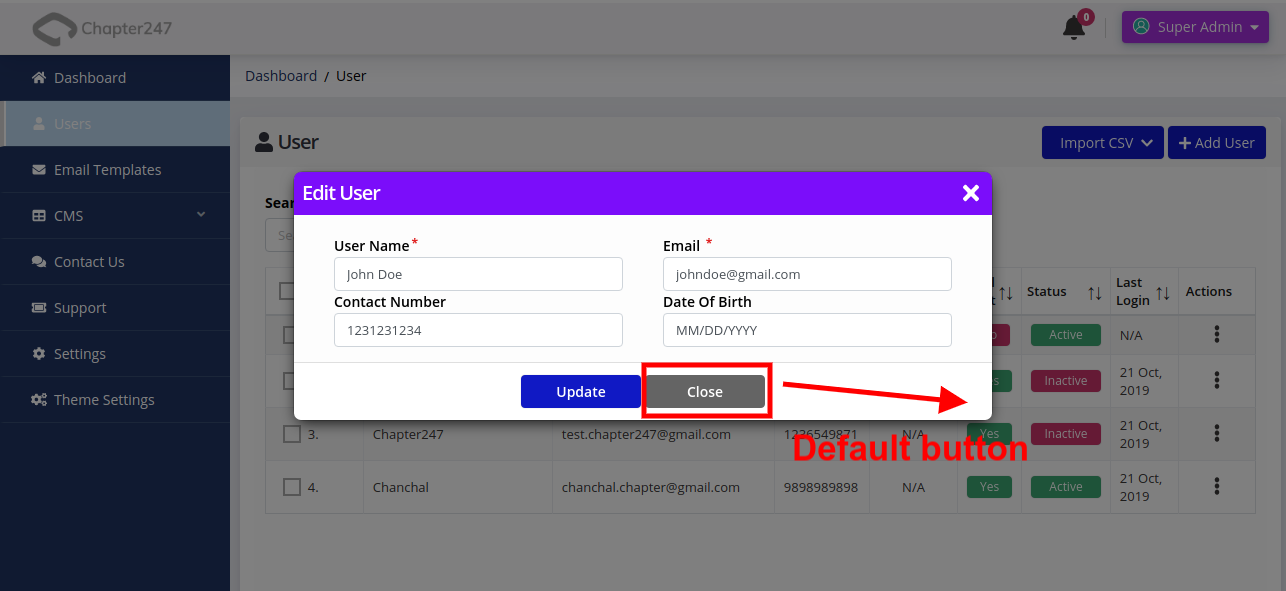 Chapter247
0
Super Admin
Dashboard
Dashboard / User
Users
User
Import CSV
Add User
Email Templates
CMS
Contact Us
Support
Settings
Theme Settings
Edit User
User Name *
Email *
John Doe
johndoe@gmail.com
Contact Number
Date Of Birth
1231231234
MM/DD/YYYY
Update
Close
Default button
Status
Last
Login
Actions
Active
N/A
Inactive
21 Oct,
2019
3.
Chapter247
test.chapter247@gmail.com
1236549871
N/A
Yes
Inactive
21 Oct,
2019
4.
Chanchal
chanchal.chapter@gmail.com
9898989898
N/A
Yes
Active
21 Oct,
2019